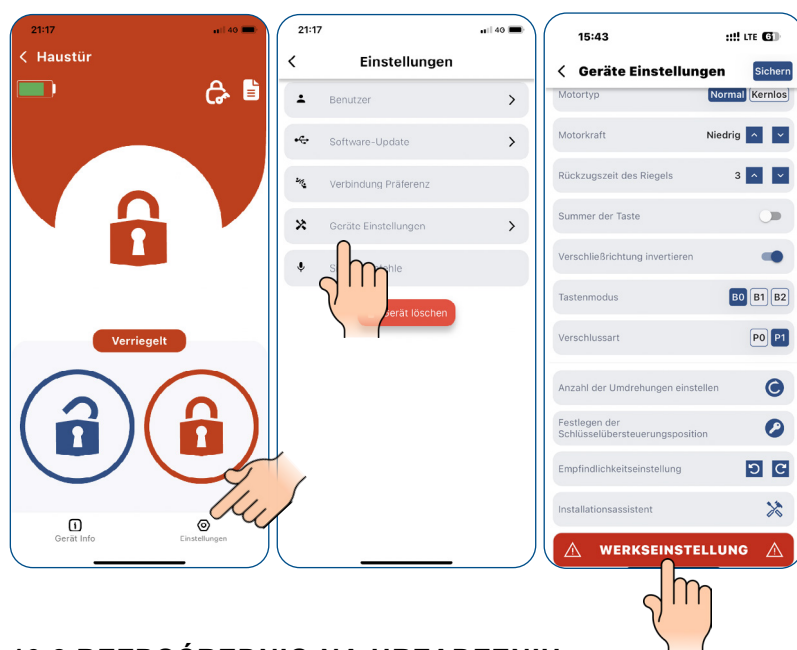 21:17
40
Haustür
Verriegelt
Gerät Info
Einstellungen
21:17
40
Einstellungen
Benutzer
Software-Update
Verbindung Präferenz
Geräte Einstellungen
Gerät löschen
15:43
LTE
Geräte Einstellungen
Sichern
Motortyp
Normal Kernlos
Motorkraft
Niedrig
Rückzugszeit des Riegels
3
Summer der Taste
Verschließrichtung invertieren
Tastenmodus
B0 B1 B2
Verschlussart
P0 P1
Anzahl der Umdrehungen einstellen
Festlegen der
Schlüsselübersteuerungsposition
Empfindlichkeitseinstellung
Installationsassistent
WERKSEINSTELLUNG